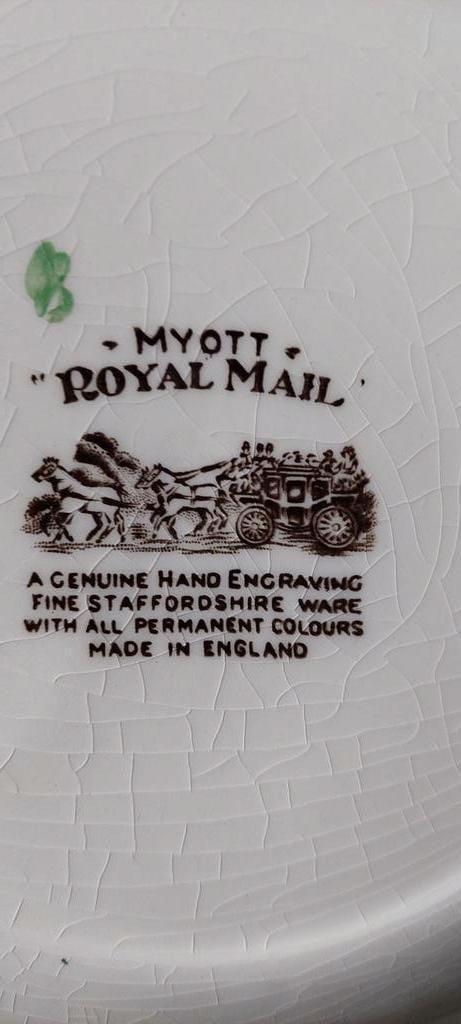 MYOTT
"ROYAL MAIL"
A GENUINE HAND ENGRAVING
FINE STAFFORDSHIRE WARE
WITH ALL PERMANENT COLOURS
MADE IN ENGLAND